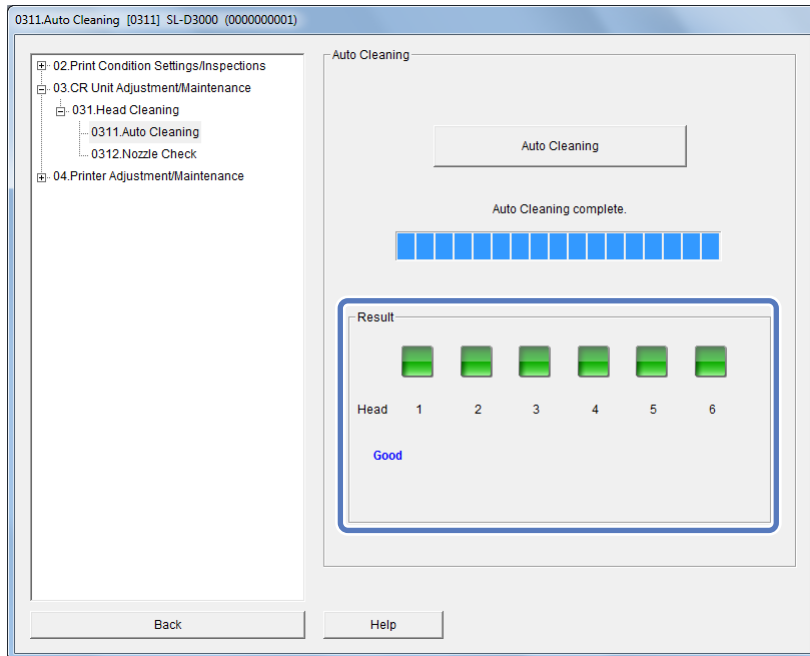 0311.Auto Cleaning [0311] SL-D3000 (0000000001)
02.Print Condition Settings/Inspections
03.CR Unit Adjustment/Maintenance
031.Head Cleaning
0311.Auto Cleaning
0312.Nozzle Check
04.Printer Adjustment/Maintenance
Auto Cleaning
Auto Cleaning
Auto Cleaning complete.
Result
Head 1 2 3 4 5 6
Good
Back
Help